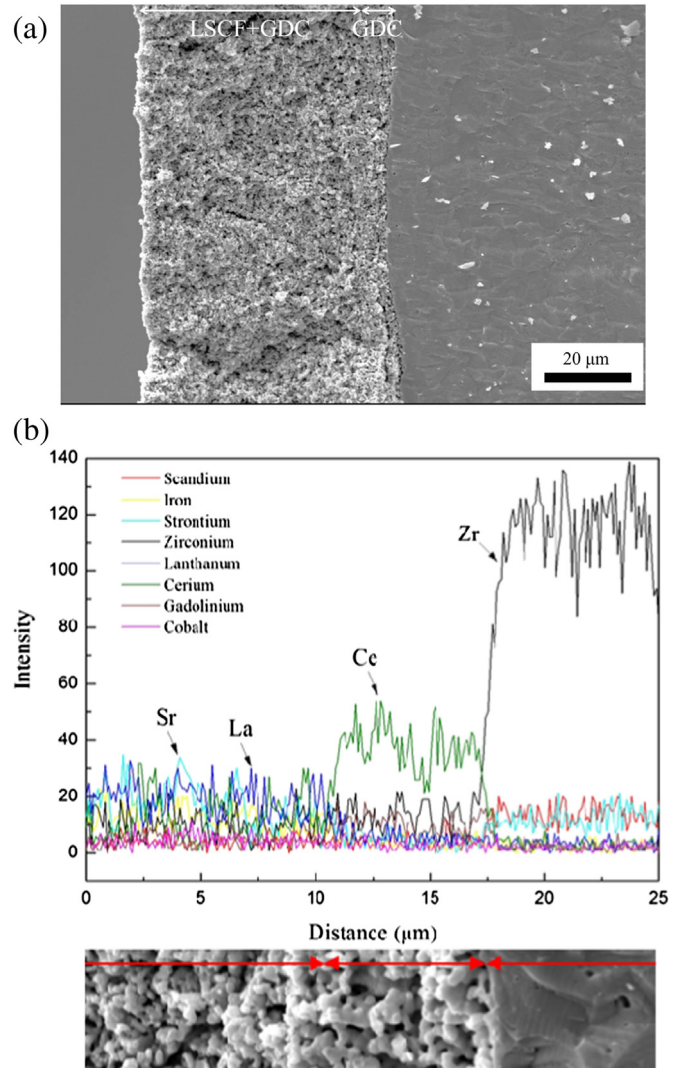 (a)
LSCF+GDC GDC
20 μm
(b)
140
120
100
80
60
40
20
0
Intensity
Scandium
Iron
Strontium
Zirconium
Lanthanum
Cerium
Gadolinium
Cobalt
Zr
Ce
Sr
La
0 5 10 15 20 25
Distance (μm)